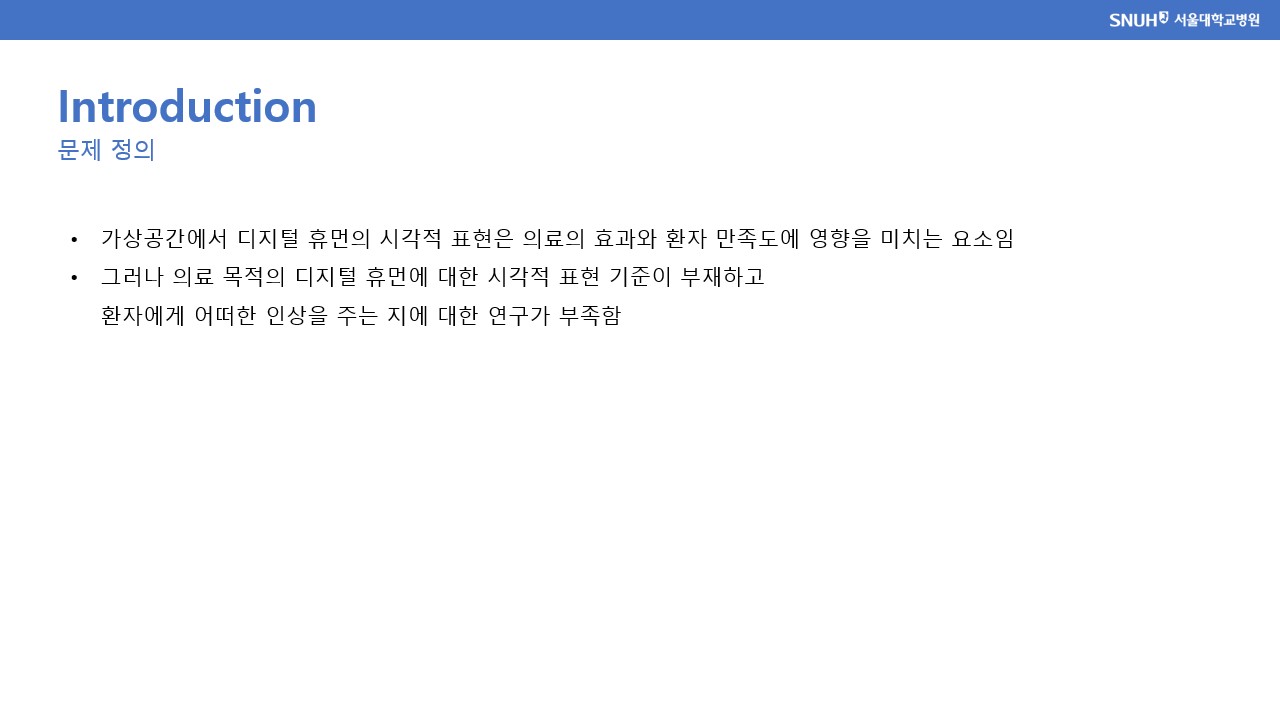 SNUH 서울대학교병원
Introduction
문제 정의
• 가상공간에서 디지털 휴먼의 시각적 표현은 의료의 효과와 환자 만족도에 영향을 미치는 요소임
• 그러나 의료 목적의 디지털 휴먼에 대한 시각적 표현 기준이 부재하고
환자에게 어떠한 인상을 주는 지에 대한 연구가 부족함